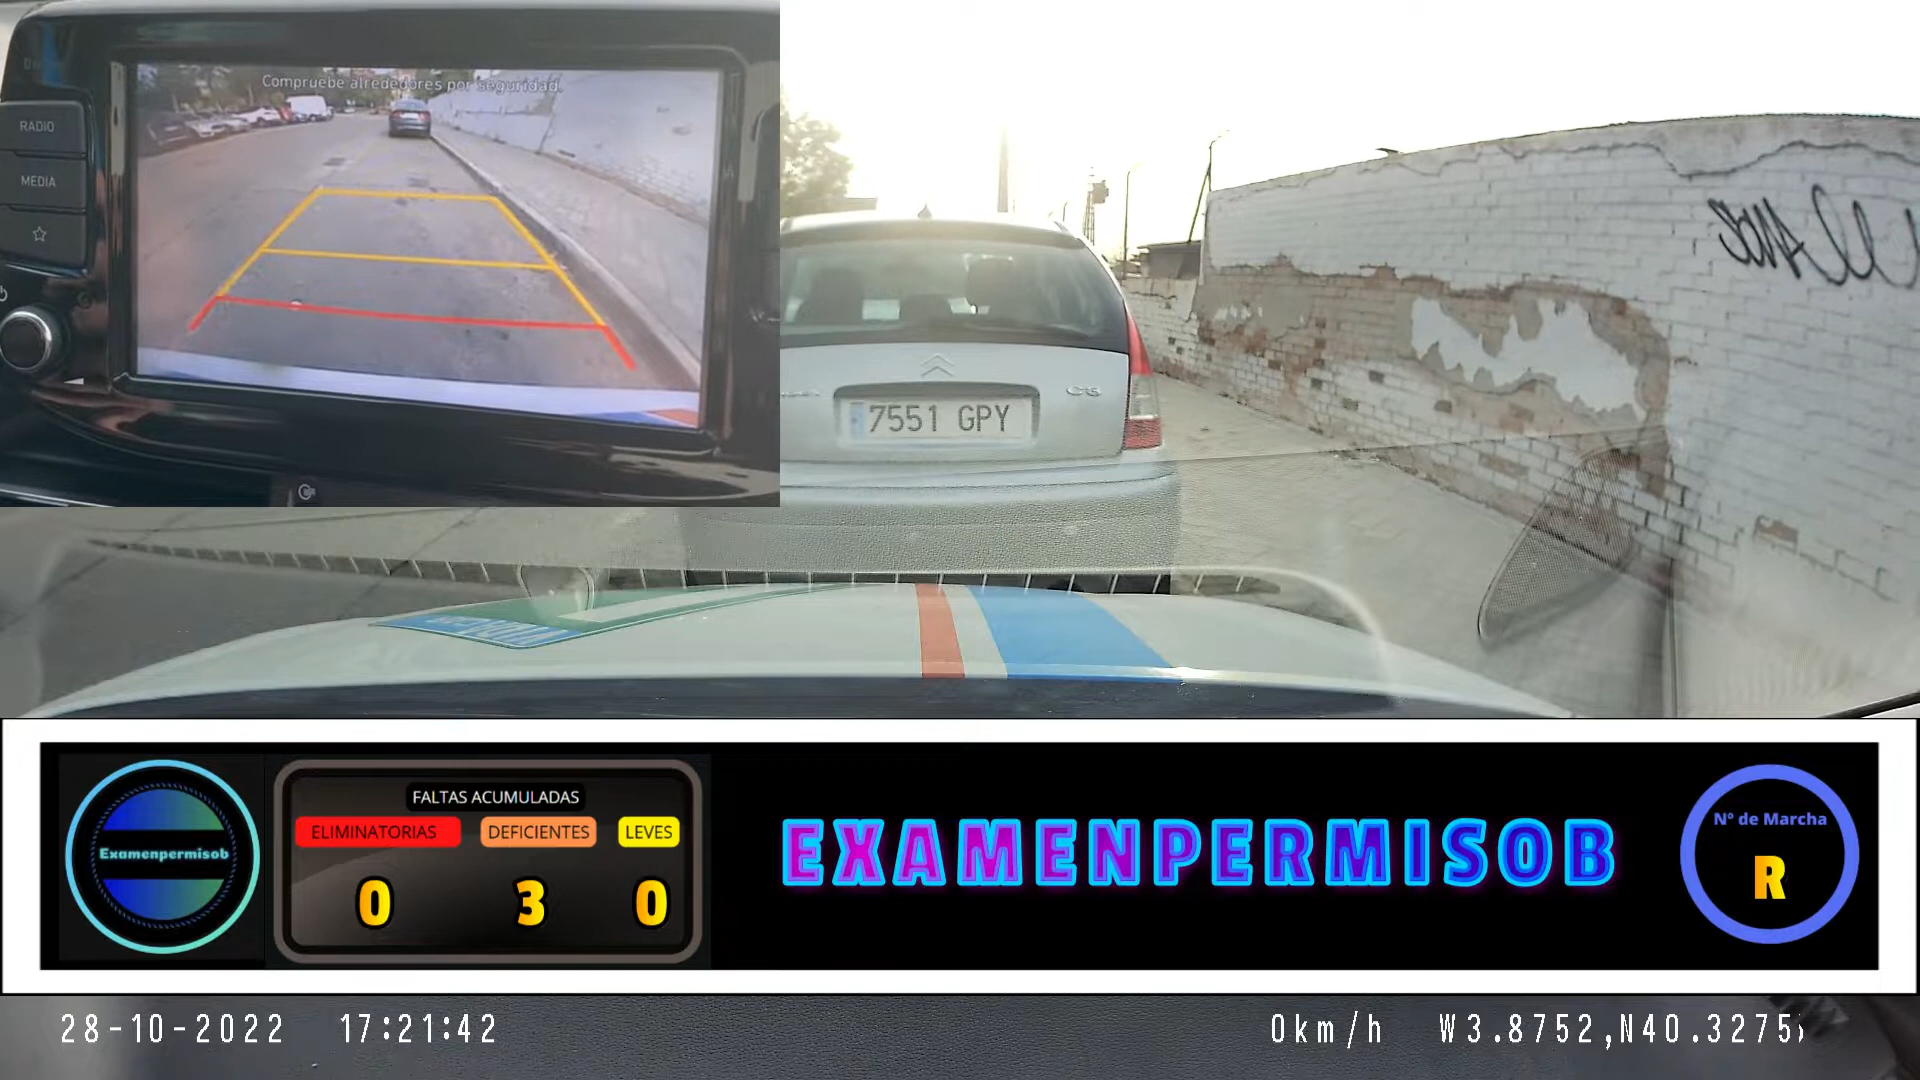 Compruebe alrededores por seguridad.
RADIO
MEDIA
7551 GPY
C3
Examenpermisob
FALTAS ACUMULADAS
ELIMINATORIAS DEFICIENTES LEVES
0 3 0
EXAMENPERMISOB
Nº de Marcha
R
28-10-2022 17:21:42
0km/h W3.8752,N40.3275